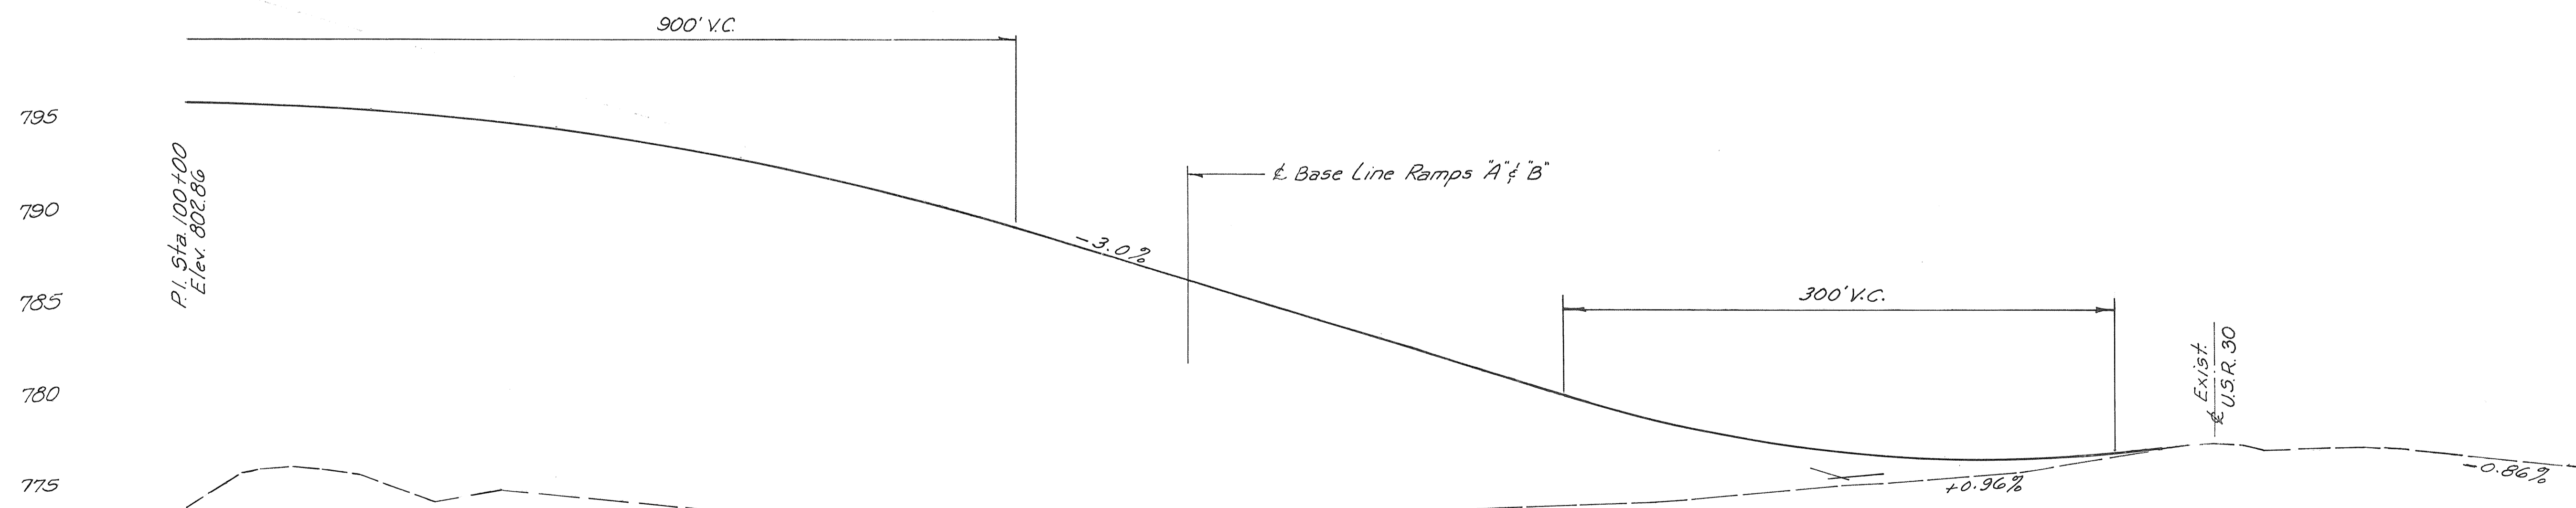 900' V.C.
795
790
785
780
775
P.I. Sta. 100+00
Elev. 802.86
℄ Base Line Ramps "A" & "B"
-3.0%
300' V.C.
℄ Exist.
U.S.R. 30
+0.96%
-0.86%